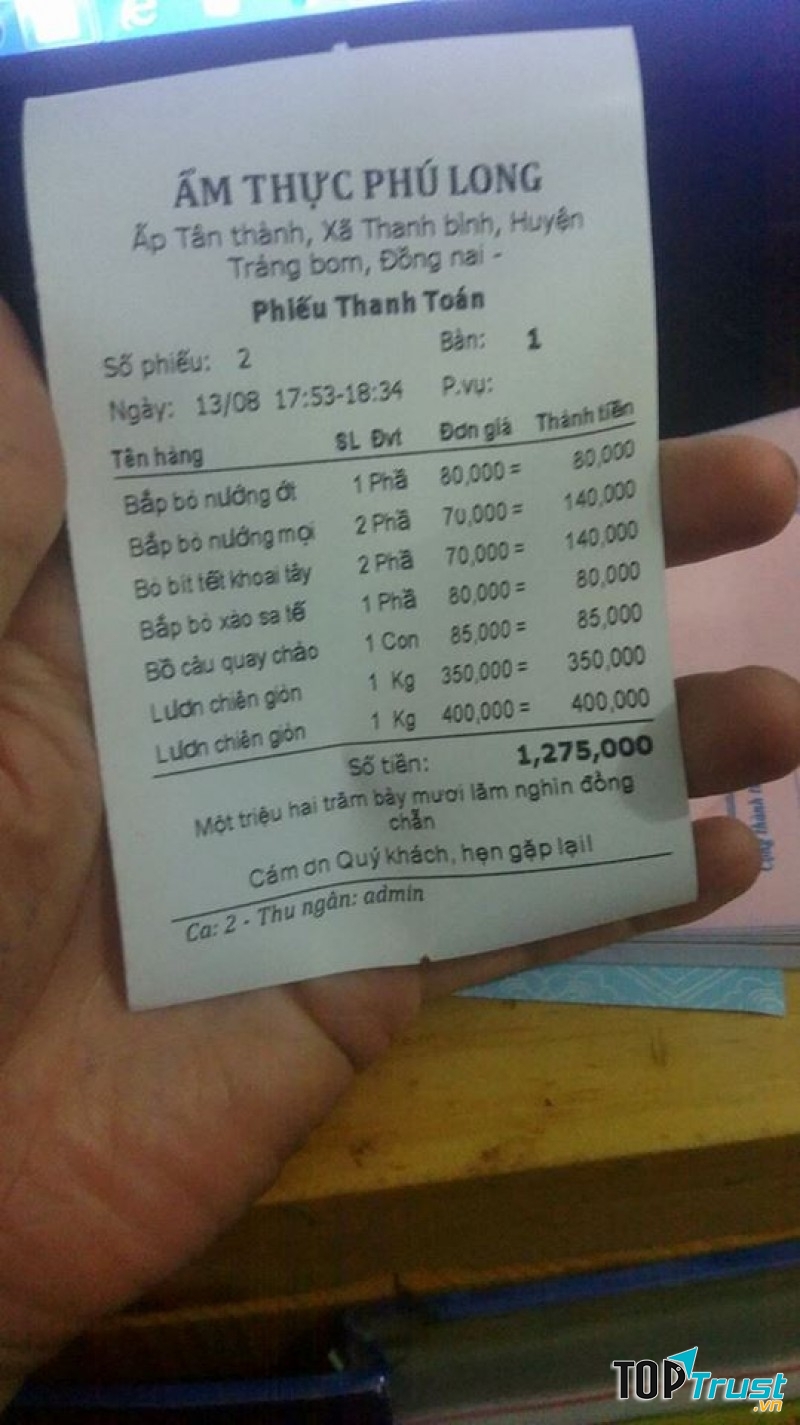 ẨM THỰC PHÚ LONG
Ấp Tân thành, Xã Thanh bình, Huyện
Trảng bom, Đồng nai -
Phiếu Thanh Toán
Số phiếu: 2 Bàn: 1
Ngày: 13/08 17:53-18:34 P.vụ:
Tên hàng SL Đvt Đơn giá Thành tiền
Bắp bò nướng ớt 1 Phầ 80,000 = 80,000
Bắp bò nướng mọi 2 Phầ 70,000 = 140,000
Bò bít tết khoai tây 2 Phầ 70,000 = 140,000
Bắp bò xào sa tế 1 Phầ 80,000 = 80,000
Bồ câu quay chảo 1 Con 85,000 = 85,000
Lươn chiên giòn 1 Kg 350,000 = 350,000
Lươn chiên giòn 1 Kg 400,000 = 400,000
Số tiền: 1,275,000
Một triệu hai trăm bảy mươi lăm nghìn đồng
chẵn
Cám ơn Quý khách, hẹn gặp lại!
Ca: 2 - Thu ngân: admin
TOPTrust.vn